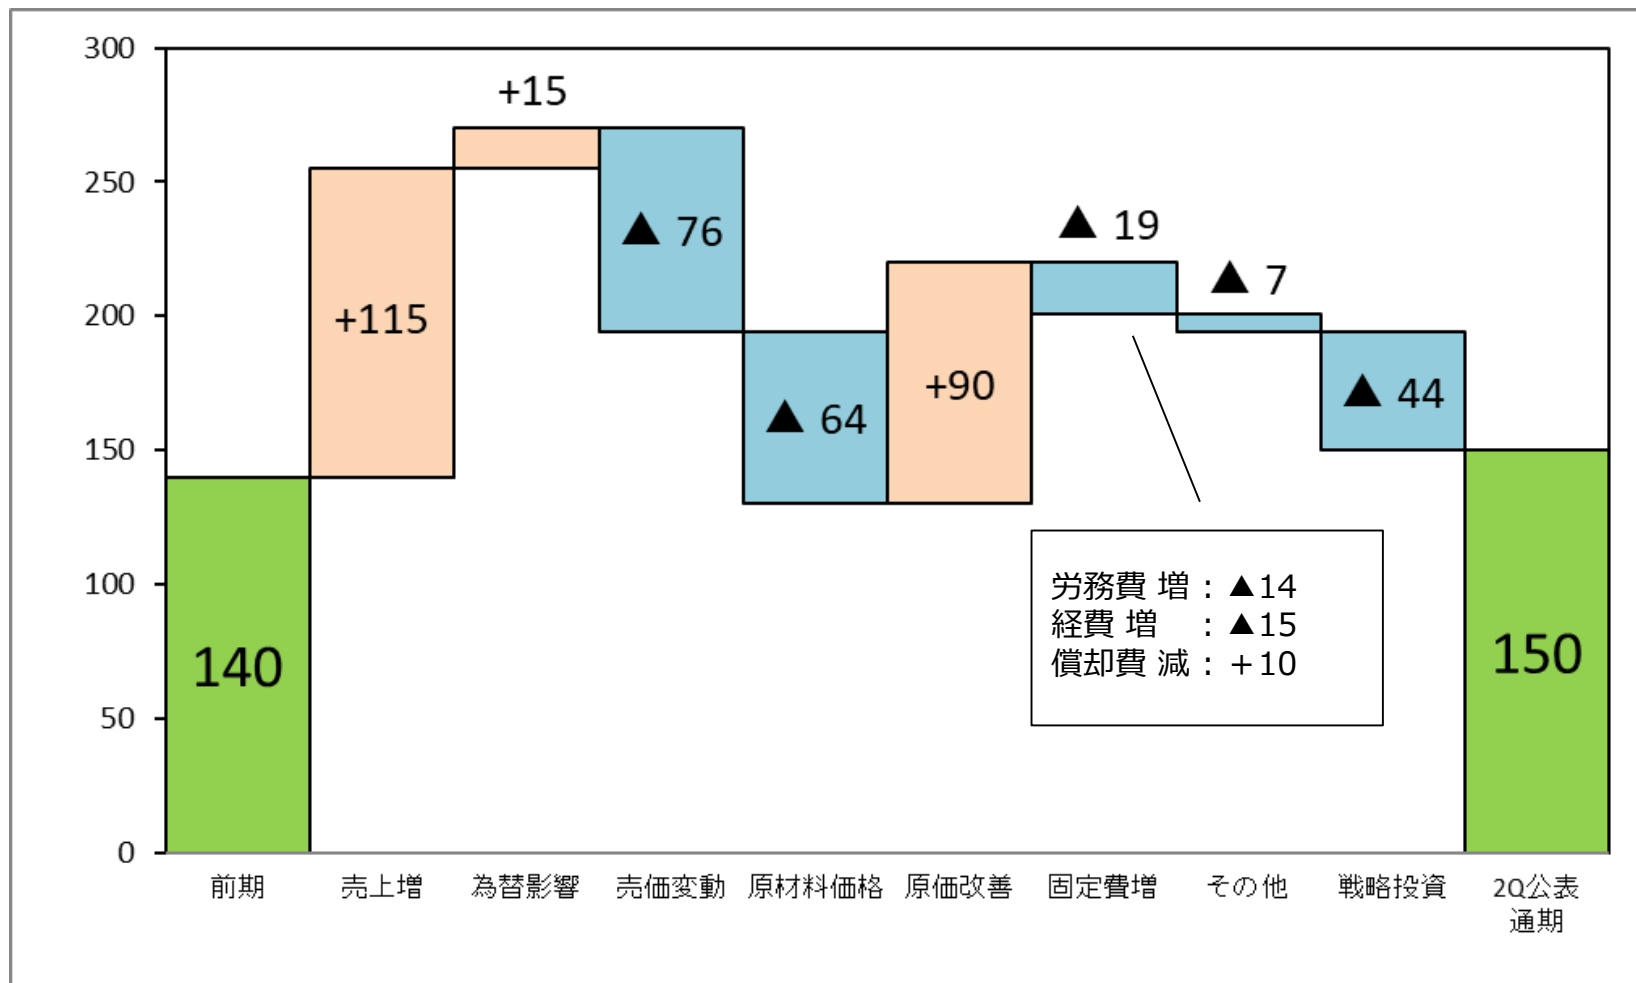 300
250
200
150
100
50
0
140
+115
+15
▲ 76
▲ 64
+90
▲ 19
▲ 7
▲ 44
150
労務費 増 : ▲14
経費 増 : ▲15
償却費 減 : +10
前期
売上増
為替影響
売価変動
原材料価格
原価改善
固定費増
その他
戦略投資
2Q公表
通期